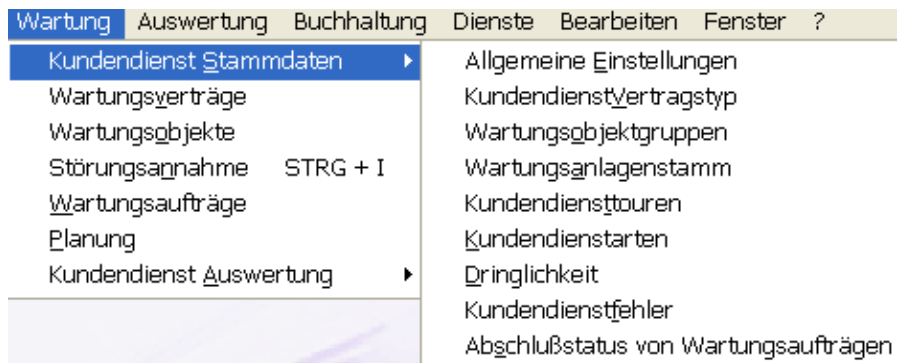 Wartung Auswertung Buchhaltung Dienste Bearbeiten Fenster ?
Kundendienst Stammdaten
Wartungsverträge
Wartungsobjekte
Störungsannahme STRG + I
Wartungsaufträge
Planung
Kundendienst Auswertung
Allgemeine Einstellungen
KundendienstVertragstyp
Wartungsobjektgruppen
Wartungsanlagenstamm
Kundendiensttouren
Kundendienstarten
Dringlichkeit
Kundendienstfehler
Abschlußstatus von Wartungsaufträgen